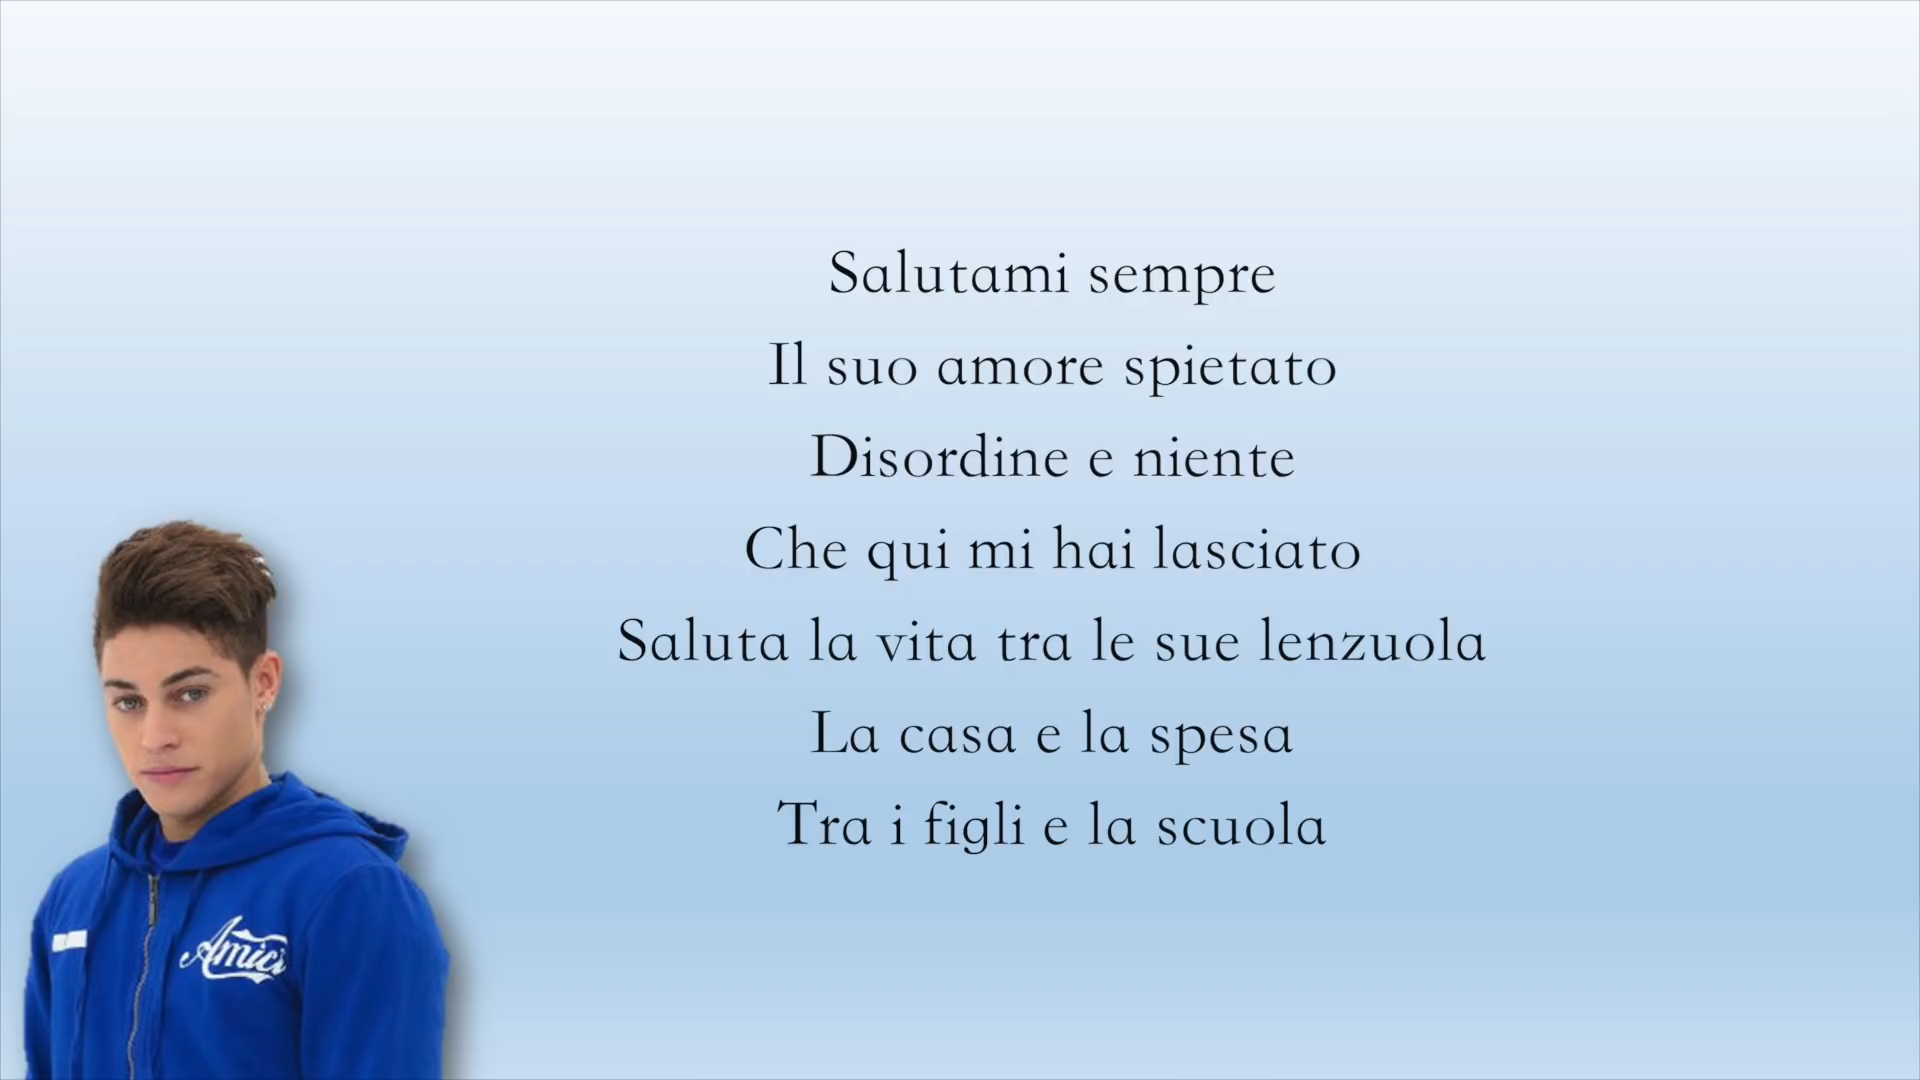 Salutami sempre
Il suo amore spietato
Disordine e niente
Che qui mi hai lasciato
Saluta la vita tra le sue lenzuola
La casa e la spesa
Tra i figli e la scuola
Amici